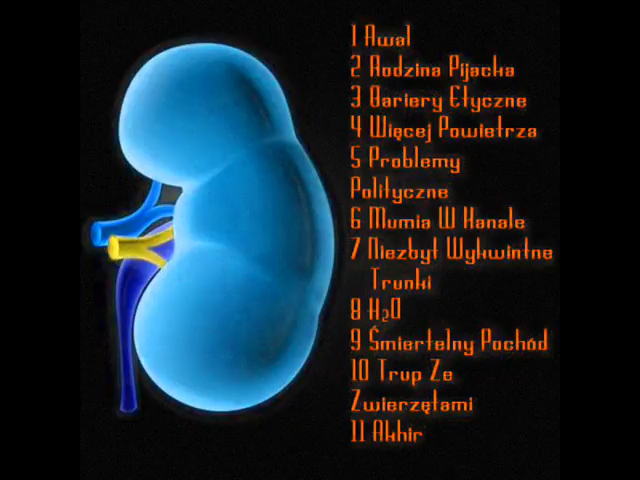 1 Awal
2 Rodzina Pijacka
3 Bariery Etyczne
4 Więcej Powietrza
5 Problemy
Polityczne
6 Mumia W Kanale
7 Niezbyt Wykwintne
Trunki
8 H₂O
9 Śmiertelny Pochód
10 Trup Ze
Zwierzętami
11 Akhir